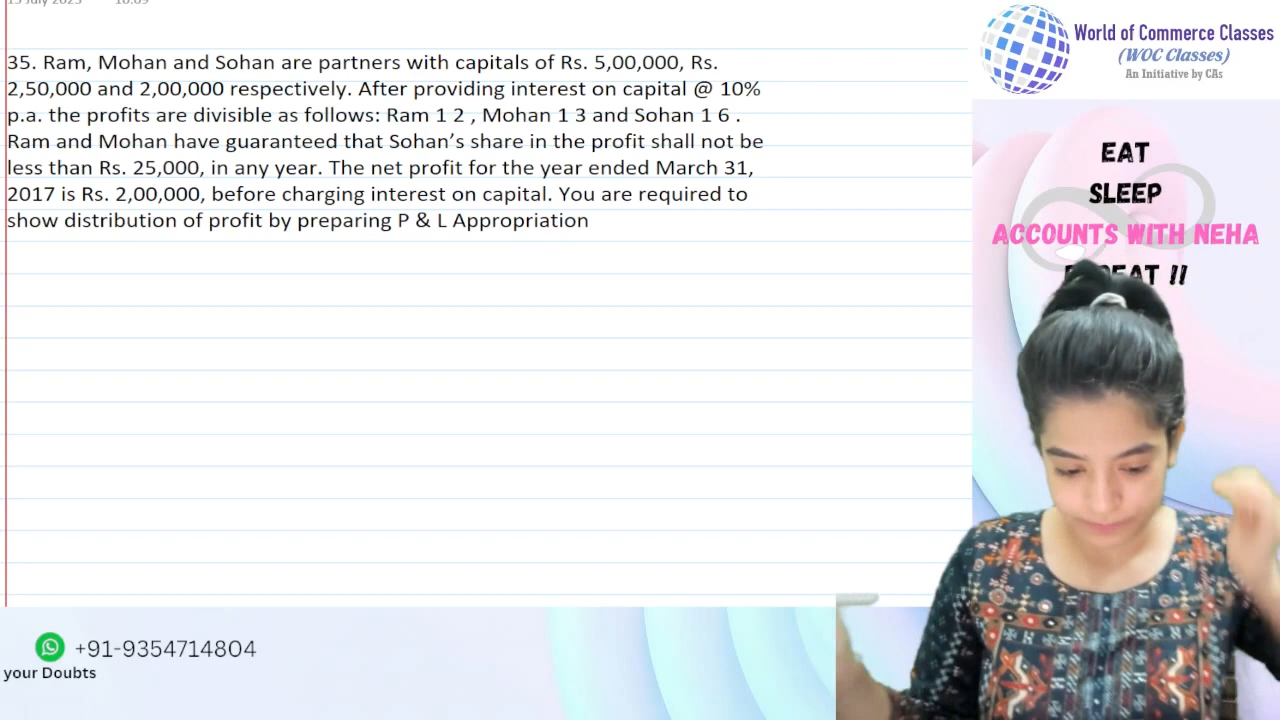 35. Ram, Mohan and Sohan are partners with capitals of Rs. 5,00,000, Rs.
2,50,000 and 2,00,000 respectively. After providing interest on capital @ 10%
p.a. the profits are divisible as follows: Ram 1 2 , Mohan 1 3 and Sohan 1 6 .
Ram and Mohan have guaranteed that Sohan’s share in the profit shall not be
less than Rs. 25,000, in any year. The net profit for the year ended March 31,
2017 is Rs. 2,00,000, before charging interest on capital. You are required to
show distribution of profit by preparing P & L Appropriation
World of Commerce Classes
(WOC Classes)
An Initiative by CAs
EAT
SLEEP
ACCOUNTS WITH NEHA
!!
+91-9354714804
your Doubts